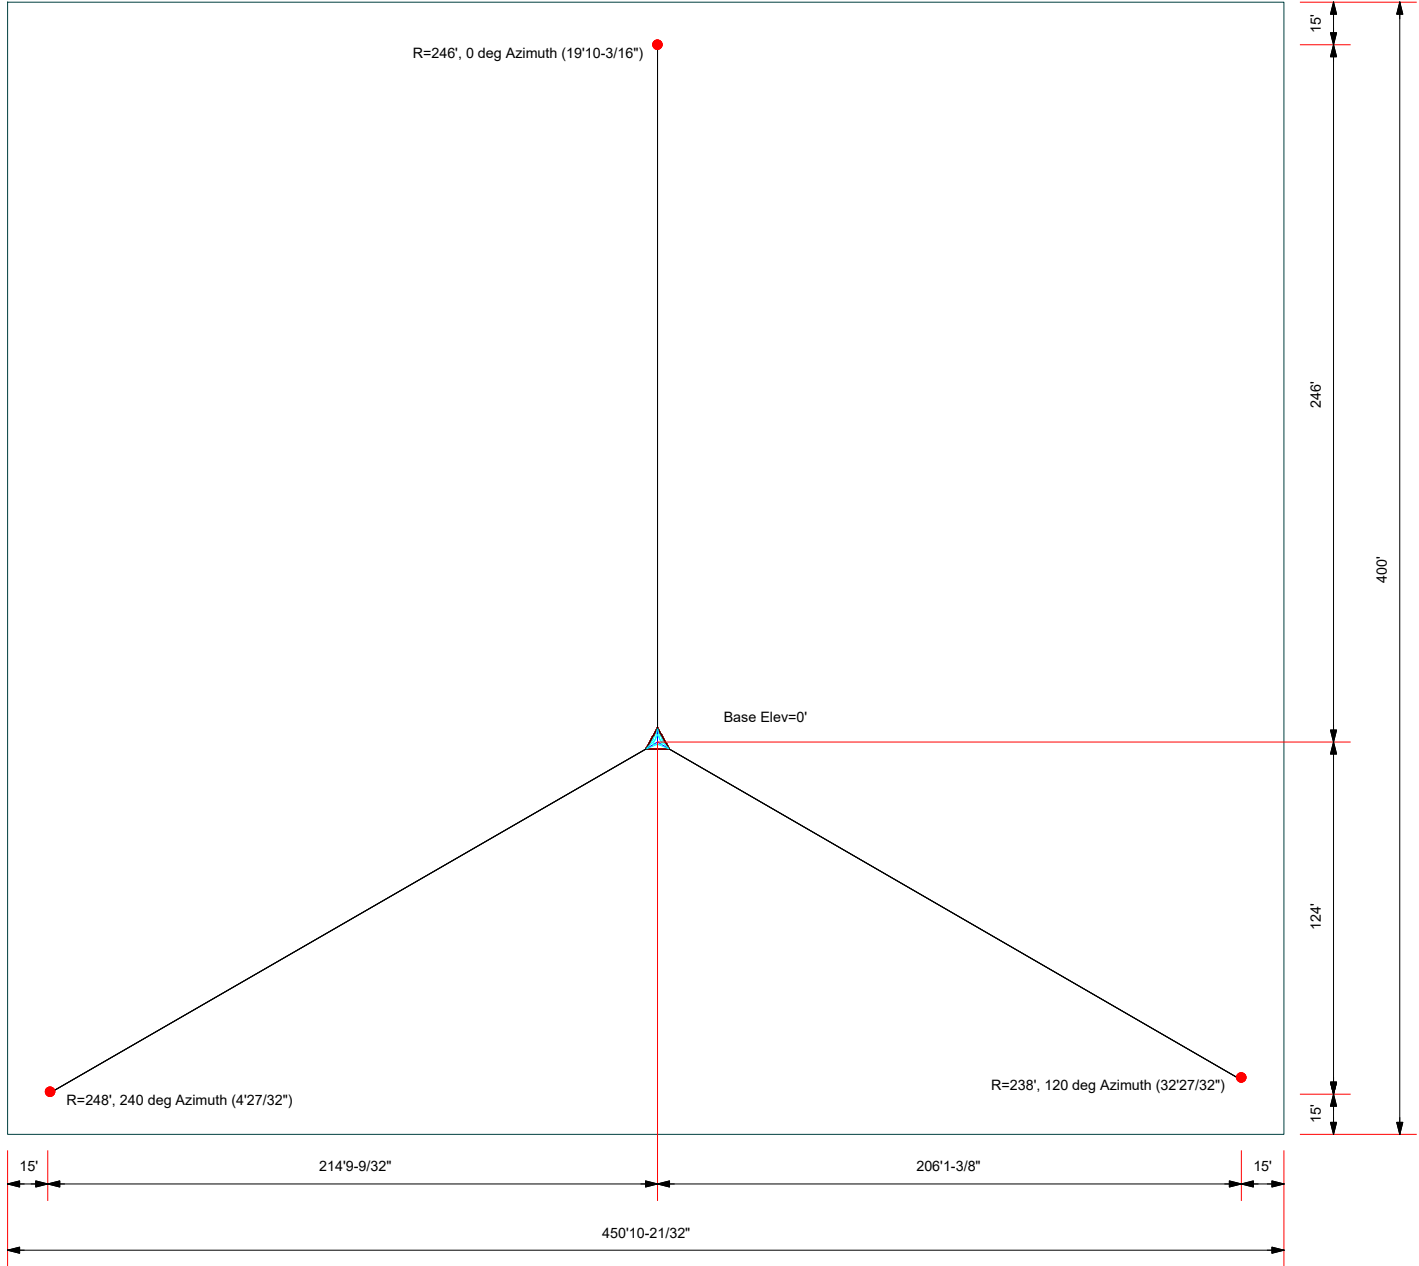 15'
R=246', 0 deg Azimuth (19'10-3/16")
246'
400'
Base Elev=0'
124'
R=238', 120 deg Azimuth (32'27/32")
R=248', 240 deg Azimuth (4'27/32")
15'
15'
214'9-9/32"
206'1-3/8"
15'
450'10-21/32"